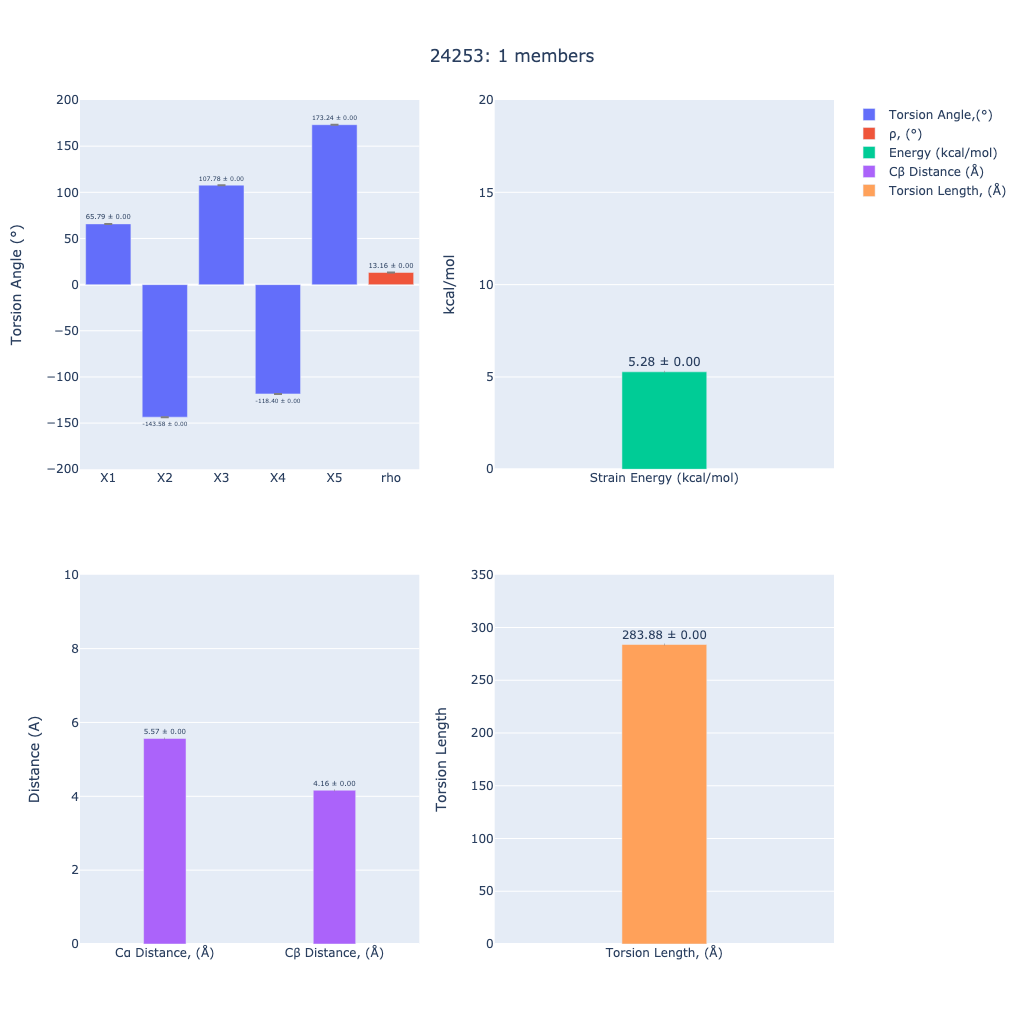 24253: 1 members
Torsion Angle (°)
200
150
100
50
0
−50
−100
−150
−200
65.79 ± 0.00
-143.58 ± 0.00
107.78 ± 0.00
-118.40 ± 0.00
173.24 ± 0.00
13.16 ± 0.00
X1 X2 X3 X4 X5 rho
kcal/mol
20
15
10
5
0
5.28 ± 0.00
Strain Energy (kcal/mol)
Torsion Angle,(°)
ρ, (°)
Energy (kcal/mol)
Cβ Distance (Å)
Torsion Length, (Å)
Distance (A)
10
8
6
4
2
0
5.57 ± 0.00
4.16 ± 0.00
Cα Distance, (Å) Cβ Distance, (Å)
Torsion Length
350
300
250
200
150
100
50
0
283.88 ± 0.00
Torsion Length, (Å)